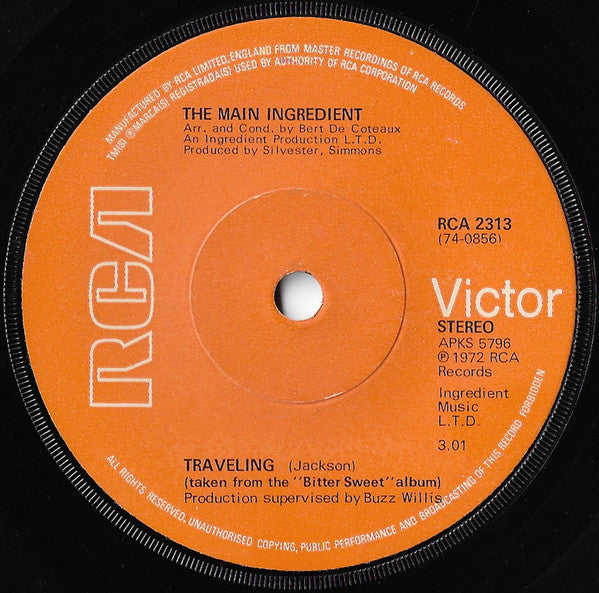 MANUFACTURED BY RCA LIMITED, ENGLAND FROM MASTER RECORDINGS OF RCA RECORDS
TM(S) ® MARCA(S) REGISTRADA(S) USED BY AUTHORITY OF RCA CORPORATION
THE MAIN INGREDIENT
Arr. and Cond. by Bert De Coteaux
An Ingredient Production L.T.D.
Produced by Silvester, Simmons
RCA
RCA 2313
(74-0856)
Victor
STEREO
APKS 5796
℗ 1972 RCA
Records
Ingredient
Music
L.T.D.
3.01
TRAVELING (Jackson)
(taken from the "Bitter Sweet" album)
Production supervised by Buzz Willis
ALL RIGHTS RESERVED. UNAUTHORISED COPYING, PUBLIC PERFORMANCE AND BROADCASTING OF THIS RECORD FORBIDDEN